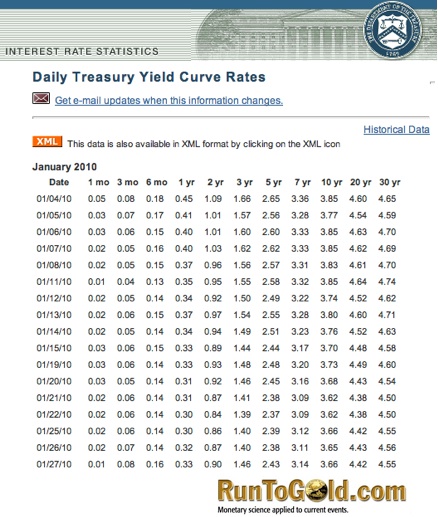 THE DEPARTMENT OF THE TREASURY
1789
INTEREST RATE STATISTICS
Daily Treasury Yield Curve Rates
Get e-mail updates when this information changes.
Historical Data
XML This data is also available in XML format by clicking on the XML icon
January 2010
Date 1 mo 3 mo 6 mo 1 yr 2 yr 3 yr 5 yr 7 yr 10 yr 20 yr 30 yr
01/04/10 0.05 0.08 0.18 0.45 1.09 1.66 2.65 3.36 3.85 4.60 4.65
01/05/10 0.03 0.07 0.17 0.41 1.01 1.57 2.56 3.28 3.77 4.54 4.59
01/06/10 0.03 0.06 0.15 0.40 1.01 1.60 2.60 3.33 3.85 4.63 4.70
01/07/10 0.02 0.05 0.16 0.40 1.03 1.62 2.62 3.33 3.85 4.62 4.69
01/08/10 0.02 0.05 0.15 0.37 0.96 1.56 2.57 3.31 3.83 4.61 4.70
01/11/10 0.01 0.04 0.13 0.35 0.95 1.55 2.58 3.32 3.85 4.64 4.74
01/12/10 0.02 0.05 0.14 0.34 0.92 1.50 2.49 3.22 3.74 4.52 4.62
01/13/10 0.02 0.06 0.15 0.37 0.97 1.54 2.55 3.28 3.80 4.60 4.71
01/14/10 0.02 0.05 0.14 0.34 0.94 1.49 2.51 3.23 3.76 4.52 4.63
01/15/10 0.03 0.06 0.15 0.33 0.89 1.44 2.44 3.17 3.70 4.48 4.58
01/19/10 0.03 0.06 0.14 0.33 0.93 1.48 2.48 3.20 3.73 4.49 4.60
01/20/10 0.03 0.05 0.14 0.31 0.92 1.46 2.45 3.16 3.68 4.43 4.54
01/21/10 0.02 0.06 0.14 0.31 0.87 1.41 2.38 3.09 3.62 4.38 4.50
01/22/10 0.02 0.06 0.14 0.30 0.84 1.39 2.37 3.09 3.62 4.38 4.50
01/25/10 0.02 0.06 0.14 0.30 0.86 1.40 2.39 3.12 3.66 4.42 4.55
01/26/10 0.02 0.07 0.14 0.32 0.87 1.40 2.38 3.11 3.65 4.43 4.56
01/27/10 0.01 0.08 0.16 0.33 0.90 1.46 2.43 3.14 3.66 4.42 4.55
RunToGold.com
Monetary science applied to current events.